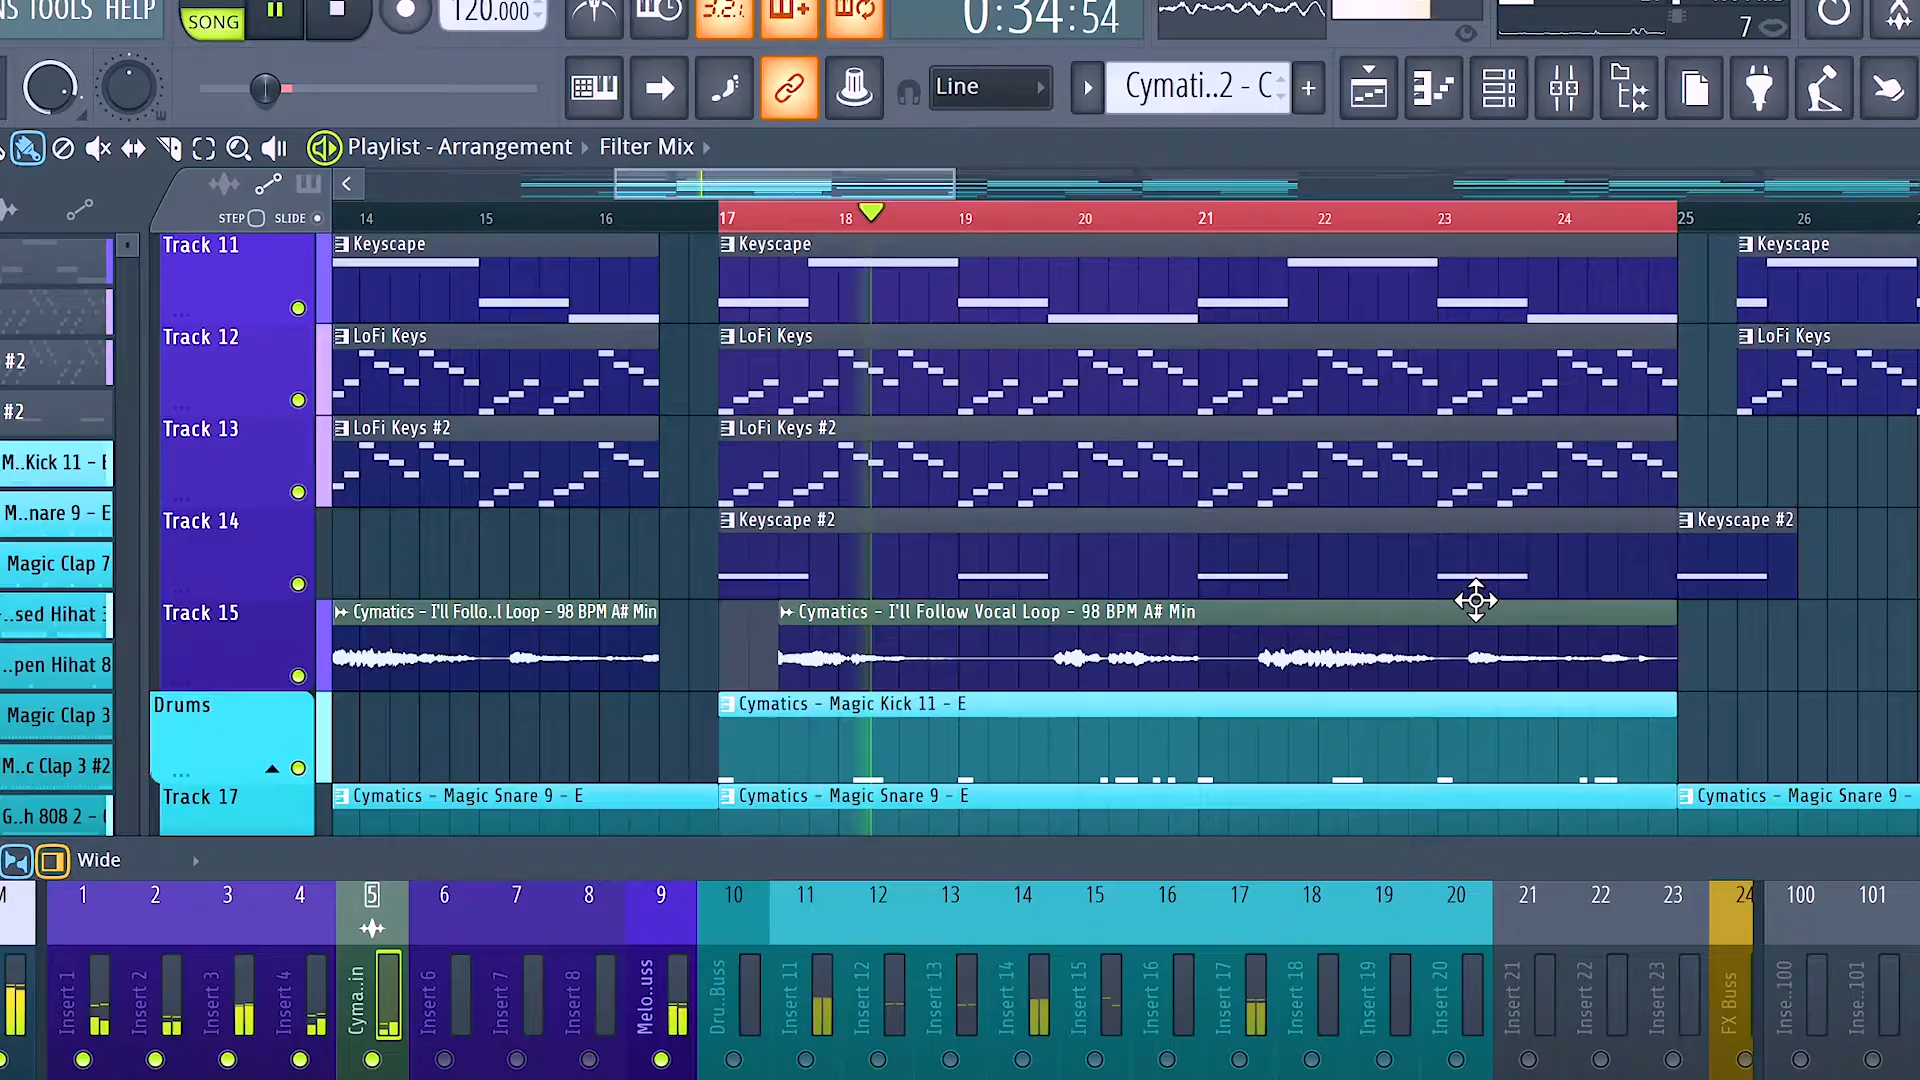 NS TOOLS HELP
SONG
120.000
3.2.1
0:34:54
7
Line
Cymati..2 - C
Playlist - Arrangement
Filter Mix
STEP
SLIDE
14 15 16 17 18 19 20 21 22 23 24 25 26
Track 11
Keyscape
Keyscape
Keyscape
Track 12
LoFi Keys
LoFi Keys
LoFi Keys
#2
Track 13
LoFi Keys #2
LoFi Keys #2
#2
M..Kick 11 - E
Track 14
Keyscape #2
Keyscape #2
M..nare 9 - E
Magic Clap 7
Track 15
Cymatics - I'll Follo..l Loop - 98 BPM A# Min
Cymatics - I'll Follow Vocal Loop - 98 BPM A# Min
..sed Hihat 3
..pen Hihat 8
Drums
Cymatics - Magic Kick 11 - E
Magic Clap 3
M..c Clap 3 #2
Track 17
Cymatics - Magic Snare 9 - E
Cymatics - Magic Snare 9 - E
Cymatics - Magic Snare 9 -
G..h 808 2 -
Wide
1 2 3 4 5 6 7 8 9 10 11 12 13 14 15 16 17 18 19 20 21 22 23 24 100 101
Insert 1
Insert 2
Insert 3
Insert 4
Cyma..in
Insert 6
Insert 7
Insert 8
Melo..uss
Dru..Buss
Insert 11
Insert 12
Insert 13
Insert 14
Insert 15
Insert 16
Insert 17
Insert 18
Insert 19
Insert 20
Insert 21
Insert 22
Insert 23
FX Buss
Inse..100
Inse..101